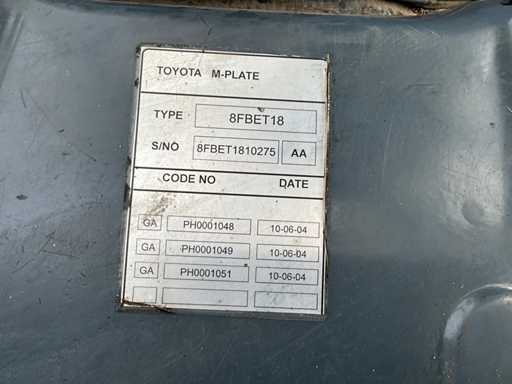 TOYOTA M-PLATE
TYPE 8FBET18
S/NO 8FBET1810275 AA
CODE NO DATE
GA PH0001048 10-06-04
GA PH0001049 10-06-04
GA PH0001051 10-06-04